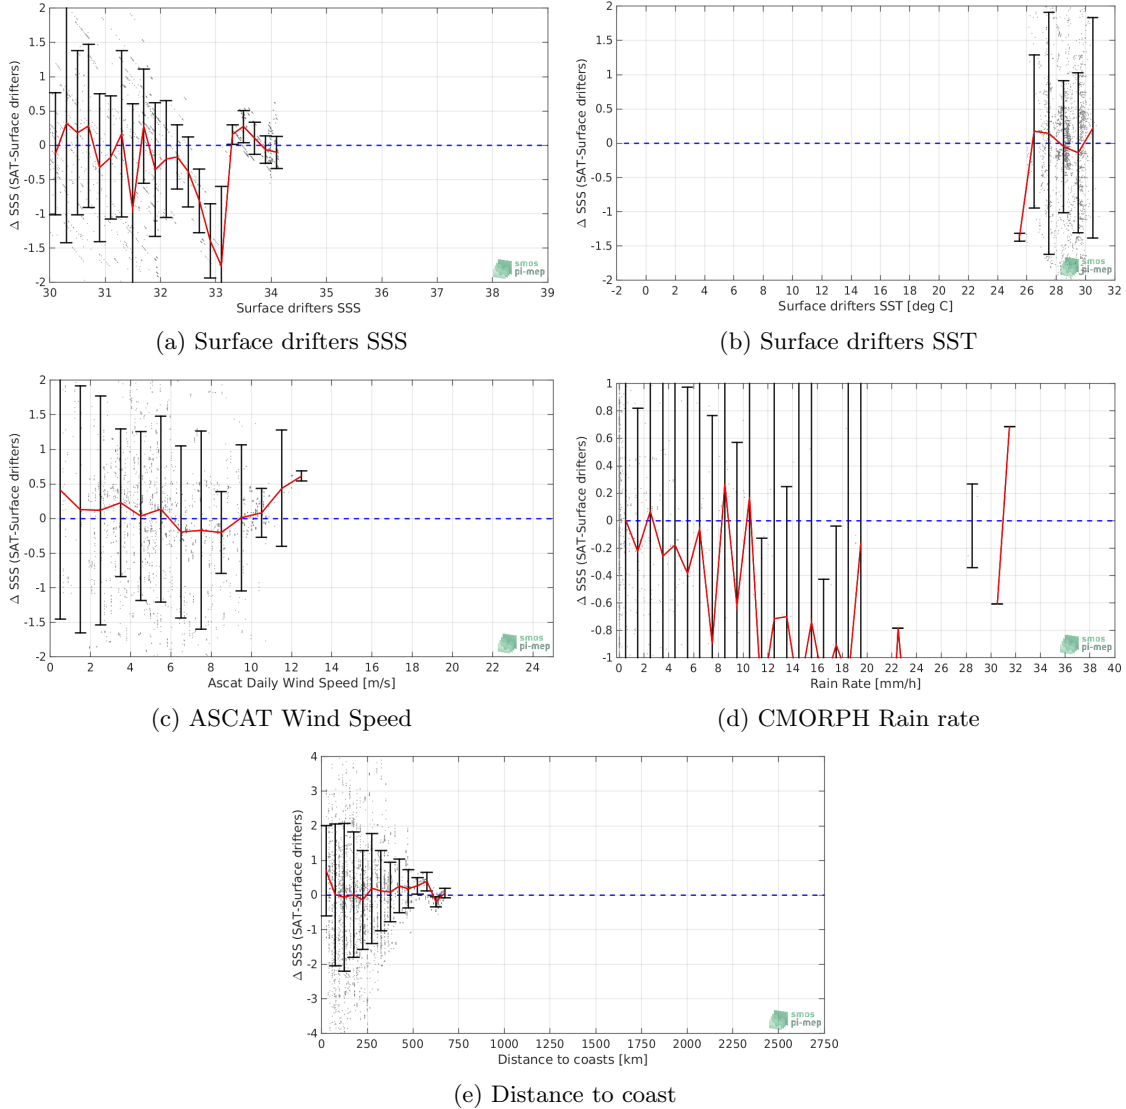 2
1.5
1
0.5
0
-0.5
-1
-1.5
-2
Δ SSS (SAT-Surface drifters)
30 31 32 33 34 35 36 37 38 39
Surface drifters SSS
smos
pi-mep
(a) Surface drifters SSS
2
1.5
1
0.5
0
-0.5
-1
-1.5
-2
Δ SSS (SAT-Surface drifters)
-2 0 2 4 6 8 10 12 14 16 18 20 22 24 26 28 30 32
Surface drifters SST [deg C]
smos
pi-mep
(b) Surface drifters SST
2
1.5
1
0.5
0
-0.5
-1
-1.5
-2
Δ SSS (SAT-Surface drifters)
0 2 4 6 8 10 12 14 16 18 20 22 24
Ascat Daily Wind Speed [m/s]
smos
pi-mep
(c) ASCAT Wind Speed
1
0.8
0.6
0.4
0.2
0
-0.2
-0.4
-0.6
-0.8
-1
Δ SSS (SAT-Surface drifters)
0 2 4 6 8 10 12 14 16 18 20 22 24 26 28 30 32 34 36 38 40
Rain Rate [mm/h]
smos
pi-mep
(d) CMORPH Rain rate
4
3
2
1
0
-1
-2
-3
-4
Δ SSS (SAT-Surface drifters)
0 250 500 750 1000 1250 1500 1750 2000 2250 2500 2750
Distance to coasts [km]
smos
pi-mep
(e) Distance to coast